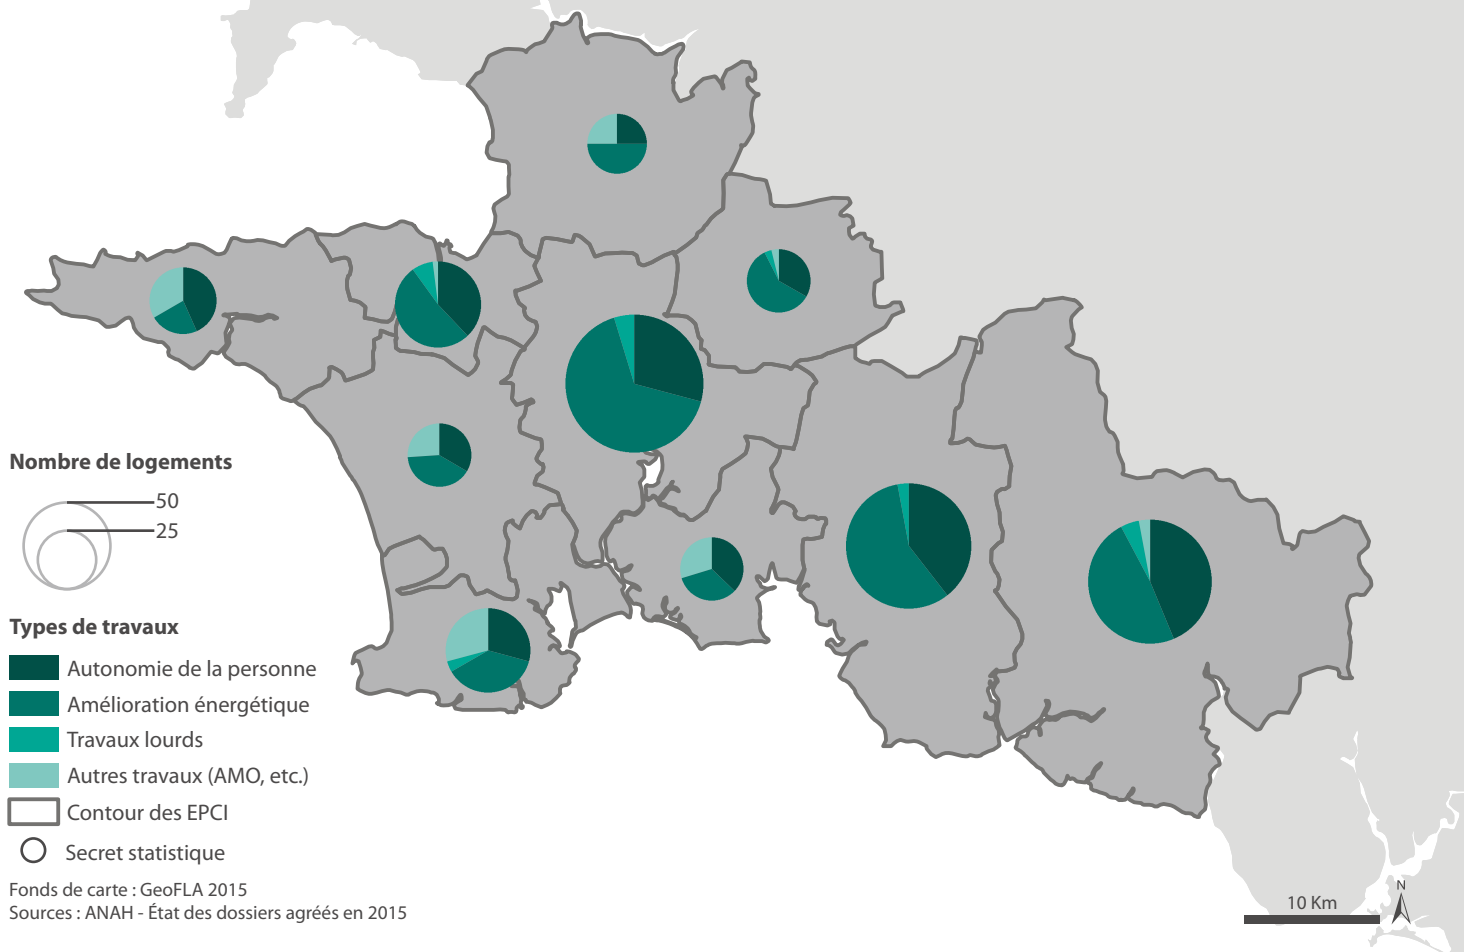 Nombre de logements
50
25
Types de travaux
Autonomie de la personne
Amélioration énergétique
Travaux lourds
Autres travaux (AMO, etc.)
Contour des EPCI
Secret statistique
Fonds de carte : GeoFLA 2015
Sources : ANAH - État des dossiers agréés en 2015
10 Km
N